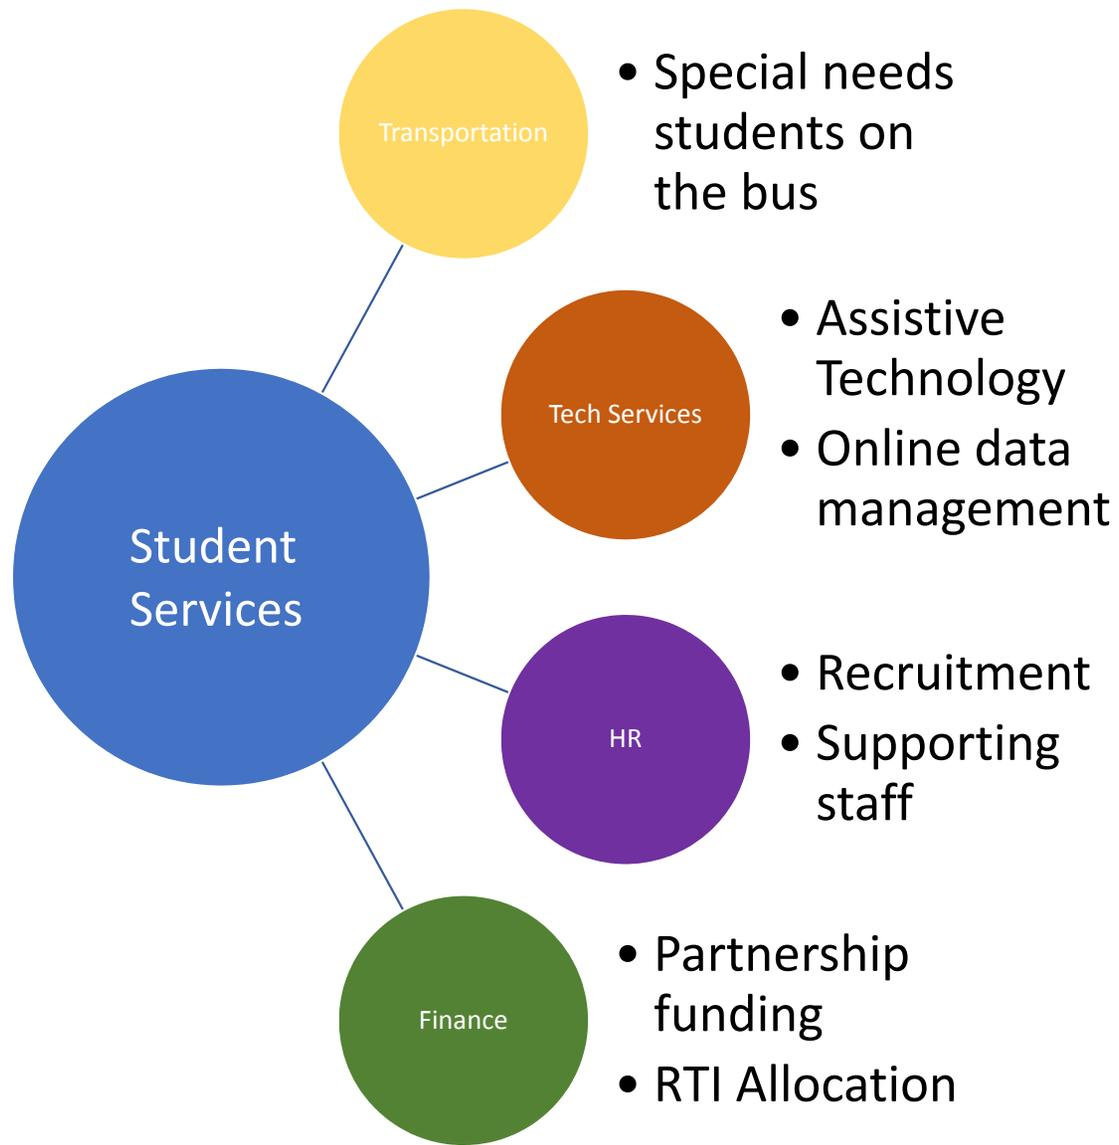 Transportation
• Special needs
students on
the bus
Tech Services
• Assistive
Technology
• Online data
management
Student
Services
HR
• Recruitment
• Supporting
staff
Finance
• Partnership
funding
• RTI Allocation